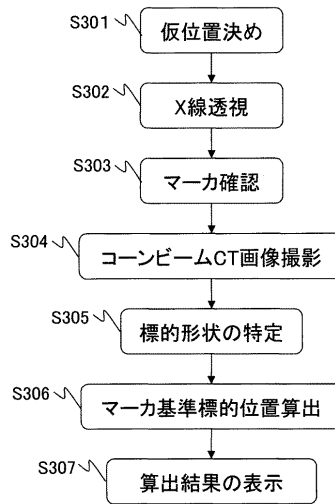 S301
仮位置決め
S302
X線透視
S303
マーカ確認
S304
コーンビームCT画像撮影
S305
標的形状の特定
S306
マーカ基準標的位置算出
S307
算出結果の表示